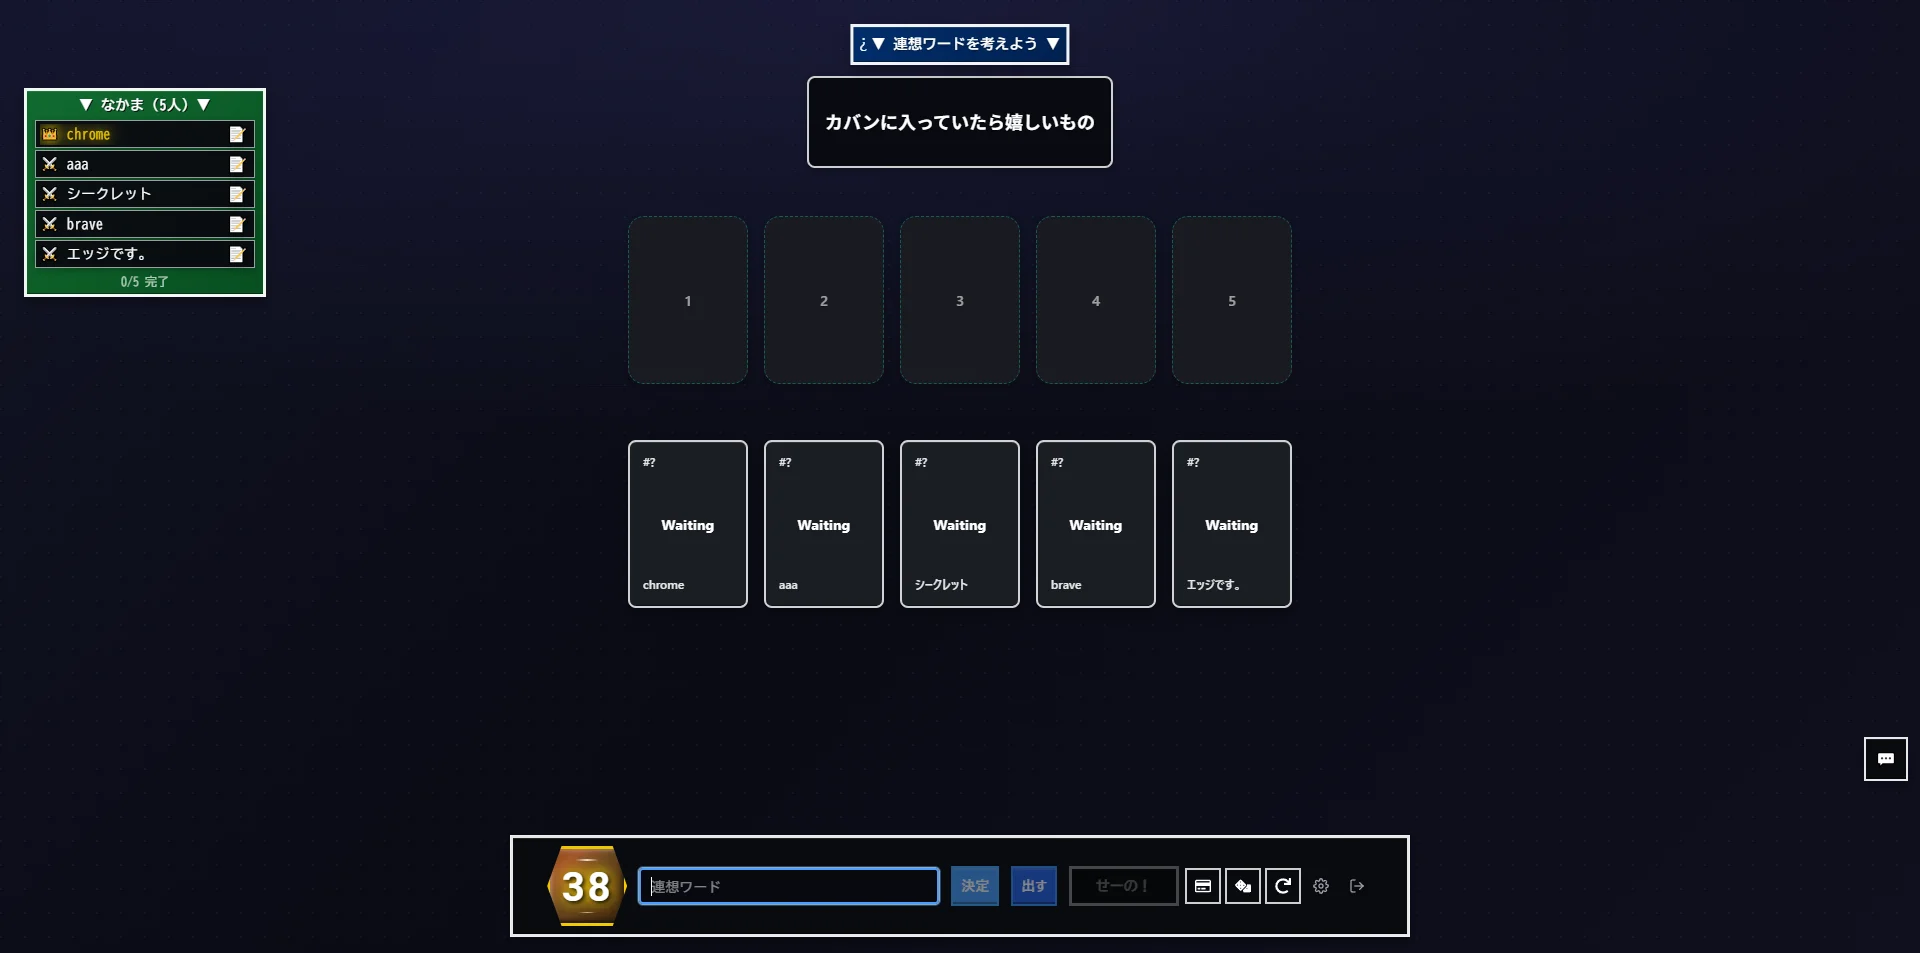 ¿ ▼ 連想ワードを考えよう ▼
カバンに入っていたら嬉しいもの
▼ なかま（5人）▼
chrome
aaa
シークレット
brave
エッジです。
0/5 完了
1 2 3 4 5
#? #? #? #? #?
Waiting Waiting Waiting Waiting Waiting
chrome aaa シークレット brave エッジです。
38 連想ワード 決定 出す せーの！